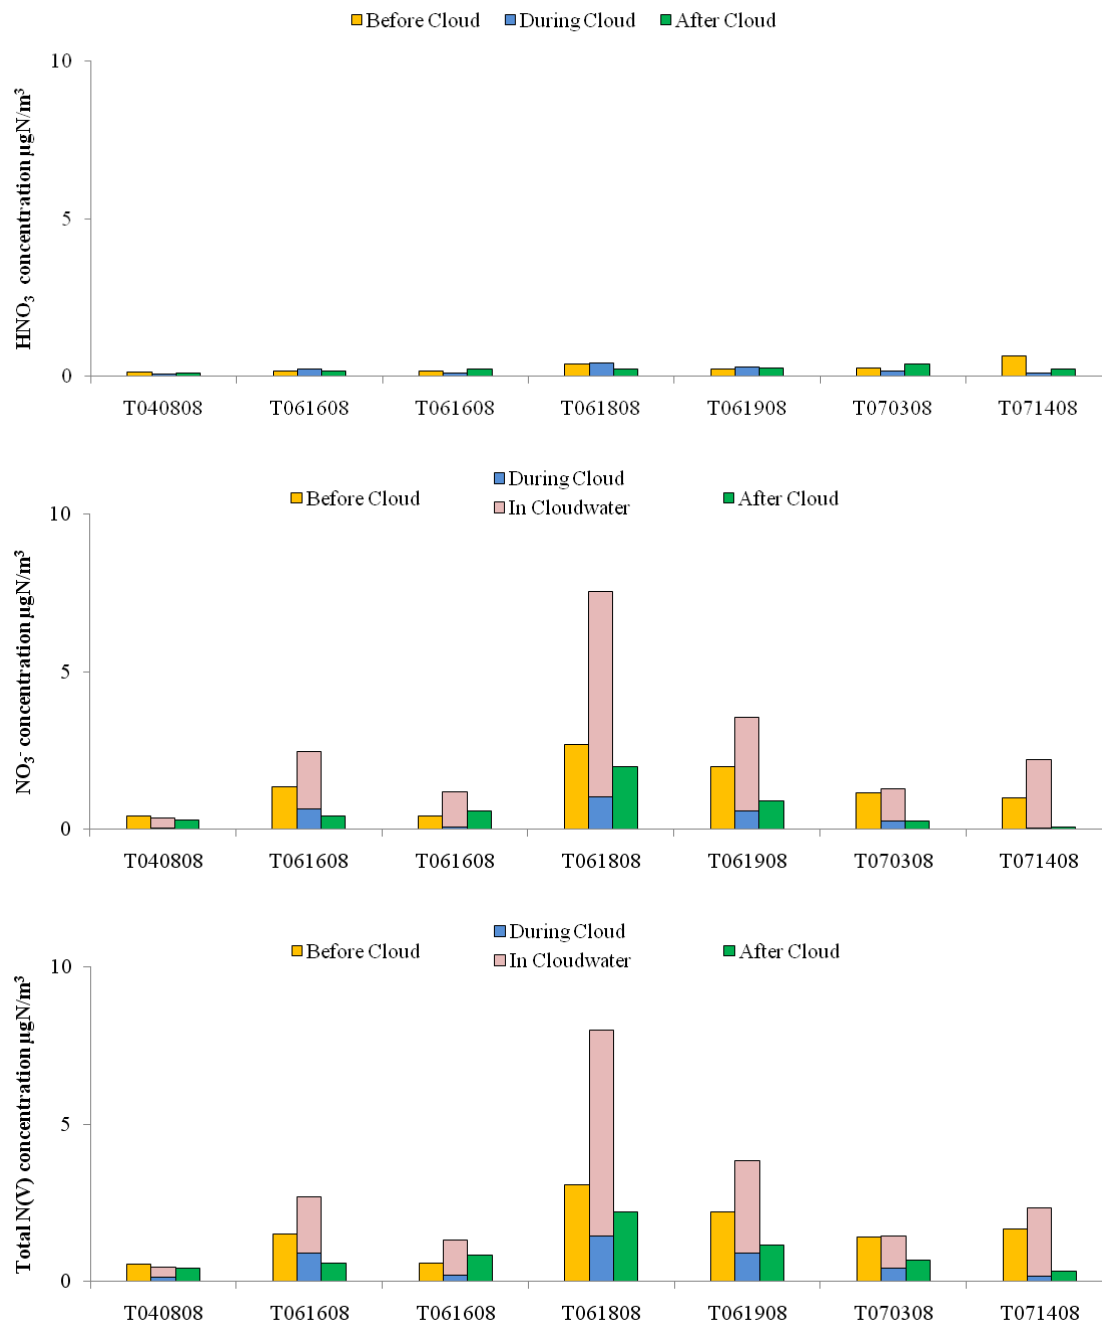 Before Cloud During Cloud After Cloud
10
5
0
HNO₃ concentration µgN/m³
T040808 T061608 T061608 T061808 T061908 T070308 T071408
During Cloud
Before Cloud In Cloudwater After Cloud
10
5
0
NO₃⁻ concentration µgN/m³
T040808 T061608 T061608 T061808 T061908 T070308 T071408
During Cloud
Before Cloud In Cloudwater After Cloud
10
5
0
Total N(V) concentration µgN/m³
T040808 T061608 T061608 T061808 T061908 T070308 T071408